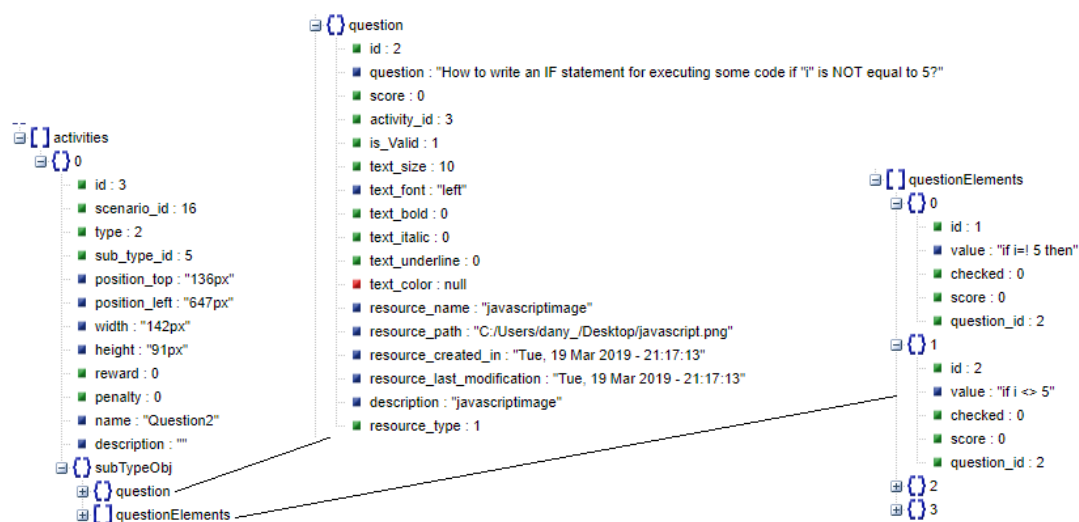 activities
0
id : 3
scenario_id : 16
type : 2
sub_type_id : 5
position_top : "136px"
position_left : "647px"
width : "142px"
height : "91px"
reward : 0
penalty : 0
name : "Question2"
description : ""
subTypeObj
question
questionElements
question
id : 2
question : "How to write an IF statement for executing some code if "i" is NOT equal to 5?"
score : 0
activity_id : 3
is_Valid : 1
text_size : 10
text_font : "left"
text_bold : 0
text_italic : 0
text_underline : 0
text_color : null
resource_name : "javascriptimage"
resource_path : "C:/Users/dany_/Desktop/javascript.png"
resource_created_in : "Tue, 19 Mar 2019 - 21:17:13"
resource_last_modification : "Tue, 19 Mar 2019 - 21:17:13"
description : "javascriptimage"
resource_type : 1
questionElements
0
id : 1
value : "if i=! 5 then"
checked : 0
score : 0
question_id : 2
1
id : 2
value : "if i <> 5"
checked : 0
score : 0
question_id : 2
2
3